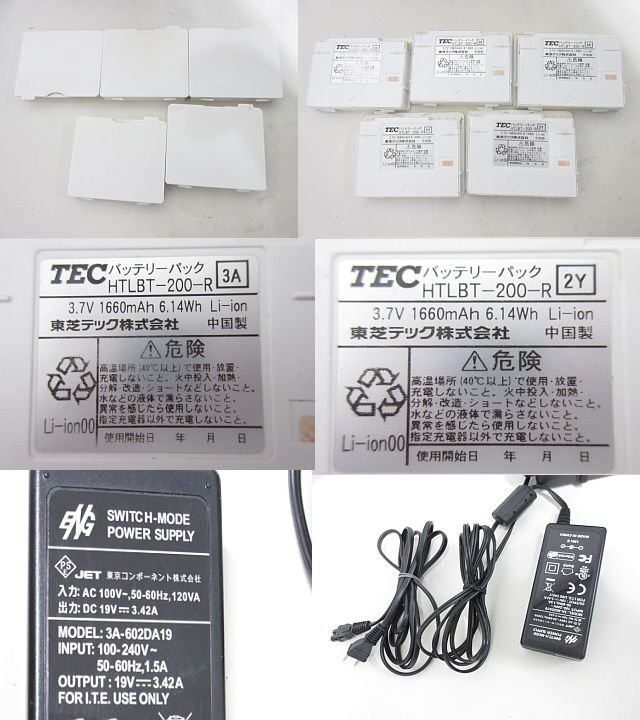 TEC バッテリーパック HTLBT-200-R 3A
3.7V 1660mAh 6.14Wh Li-ion
東芝テック株式会社 中国製
⚠危険
高温場所(40℃以上)で使用・放置・
充電しないこと。火中投入・加熱・
分解・改造・ショートなどしないこと。
水などの液体で濡らさないこと。
異常を感じたら使用しないこと。
指定充電器以外で充電しないこと。
Li-ion00
使用開始日 年 月 日
TEC バッテリーパック HTLBT-200-R 2Y
3.7V 1660mAh 6.14Wh Li-ion
東芝テック株式会社 中国製
⚠危険
高温場所(40℃以上)で使用・放置・
充電しないこと。火中投入・加熱・
分解・改造・ショートなどしないこと。
水などの液体で濡らさないこと。
異常を感じたら使用しないこと。
指定充電器以外で充電しないこと。
Li-ion00
使用開始日 年 月 日
ENG SWITCH-MODE
POWER SUPPLY
PSE JET 東京コンポーネント株式会社
入力: AC 100V~,50-60Hz,120VA
出力: DC 19V 3.42A
MODEL: 3A-602DA19
INPUT: 100-240V~
50-60Hz,1.5A
OUTPUT : 19V 3.42A
FOR I.T.E. USE ONLY